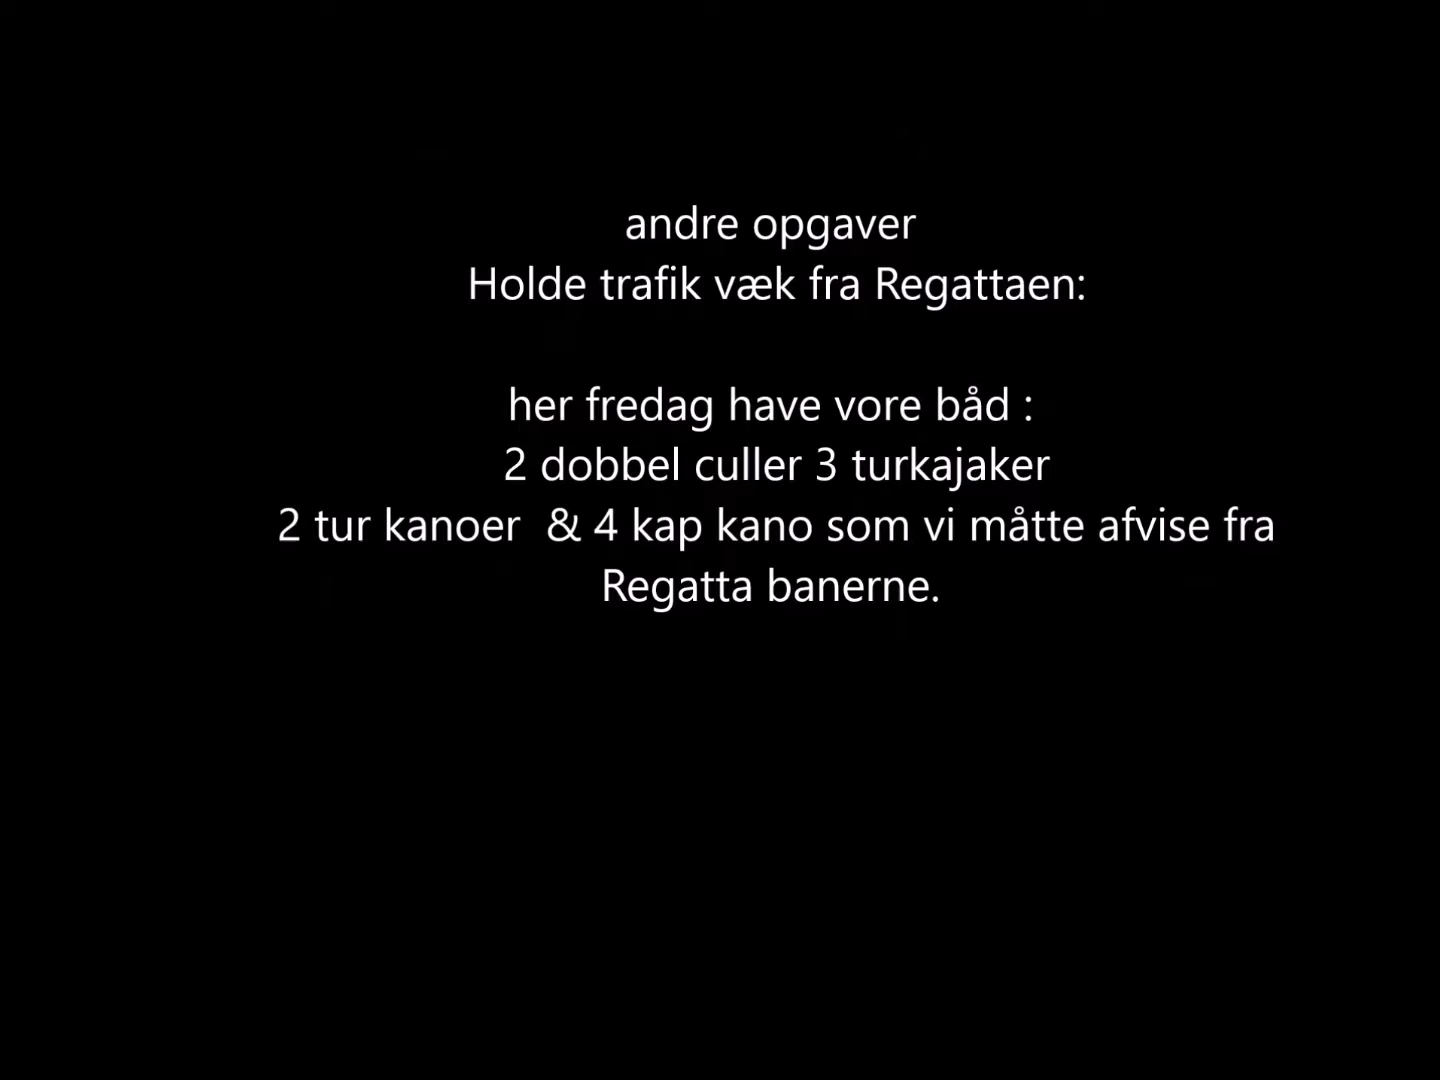 andre opgaver
Holde trafik væk fra Regattaen:
her fredag have vore båd :
2 dobbel culler 3 turkajaker
2 tur kanoer & 4 kap kano som vi måtte afvise fra
Regatta banerne.